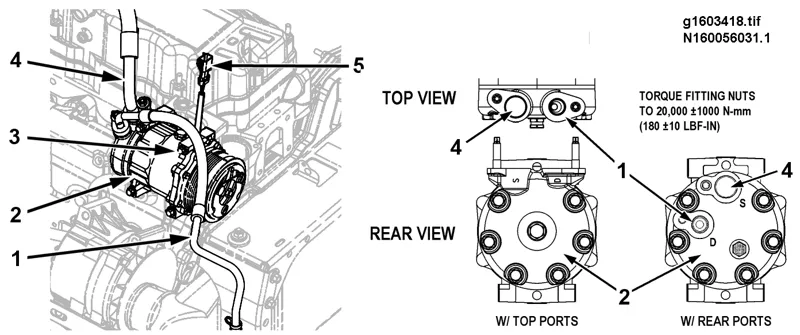 g1603418.tif
N160056031.1
4
5
3
2
1
TOP VIEW
4
TORQUE FITTING NUTS
TO 20,000 ±1000 N-mm
(180 ±10 LBF-IN)
1
4
REAR VIEW
S
D
S
D
2
W/ TOP PORTS
W/ REAR PORTS